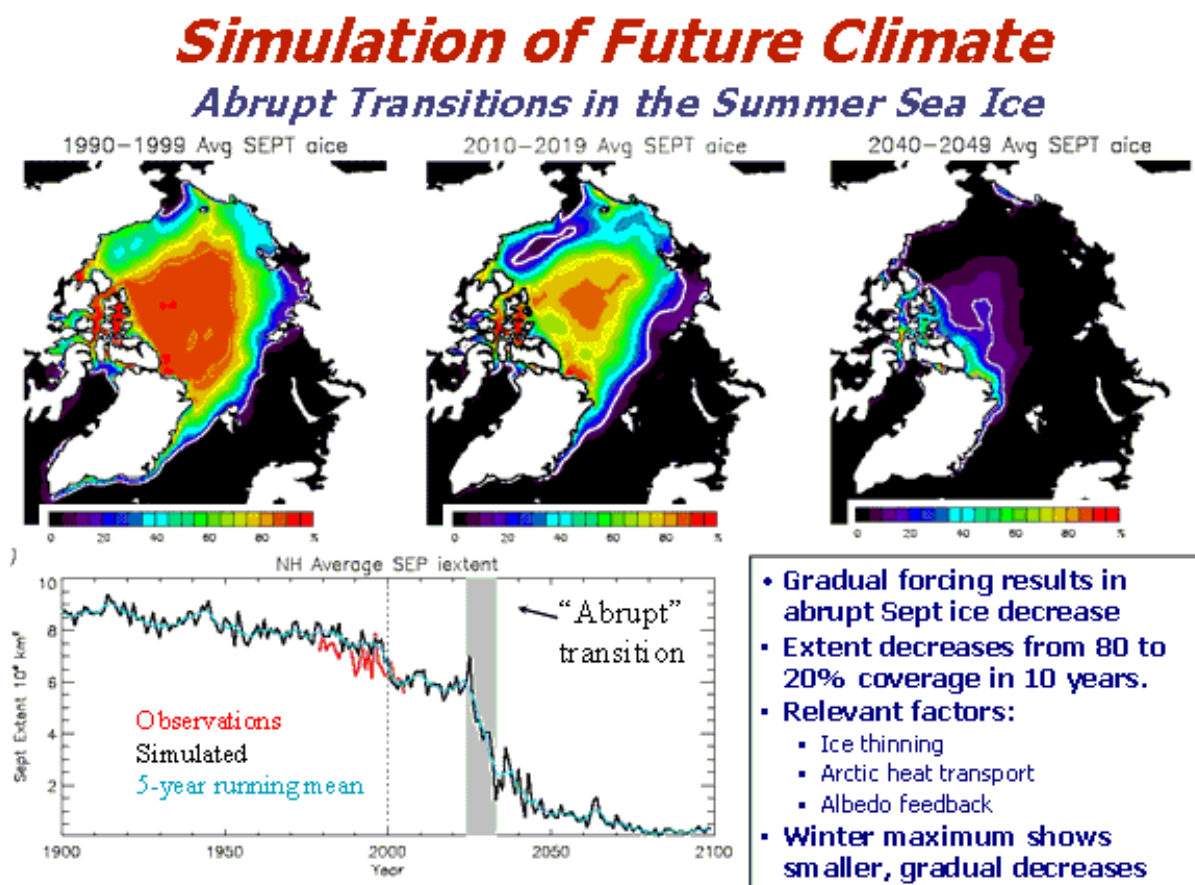 Simulation of Future Climate
Abrupt Transitions in the Summer Sea Ice
1990-1999 Avg SEPT aice
2010-2019 Avg SEPT aice
2040-2049 Avg SEPT aice
0 20 40 60 80 %
0 20 40 60 80 %
0 20 40 60 80 %
)
NH Average SEP iextent
10
8
6
4
2
Sept Extent 10⁶ km²
"Abrupt"
transition
Observations
Simulated
5-year running mean
1900 1950 2000 2050 2100
Year
• Gradual forcing results in
abrupt Sept ice decrease
• Extent decreases from 80 to
20% coverage in 10 years.
• Relevant factors:
▪ Ice thinning
▪ Arctic heat transport
▪ Albedo feedback
• Winter maximum shows
smaller, gradual decreases